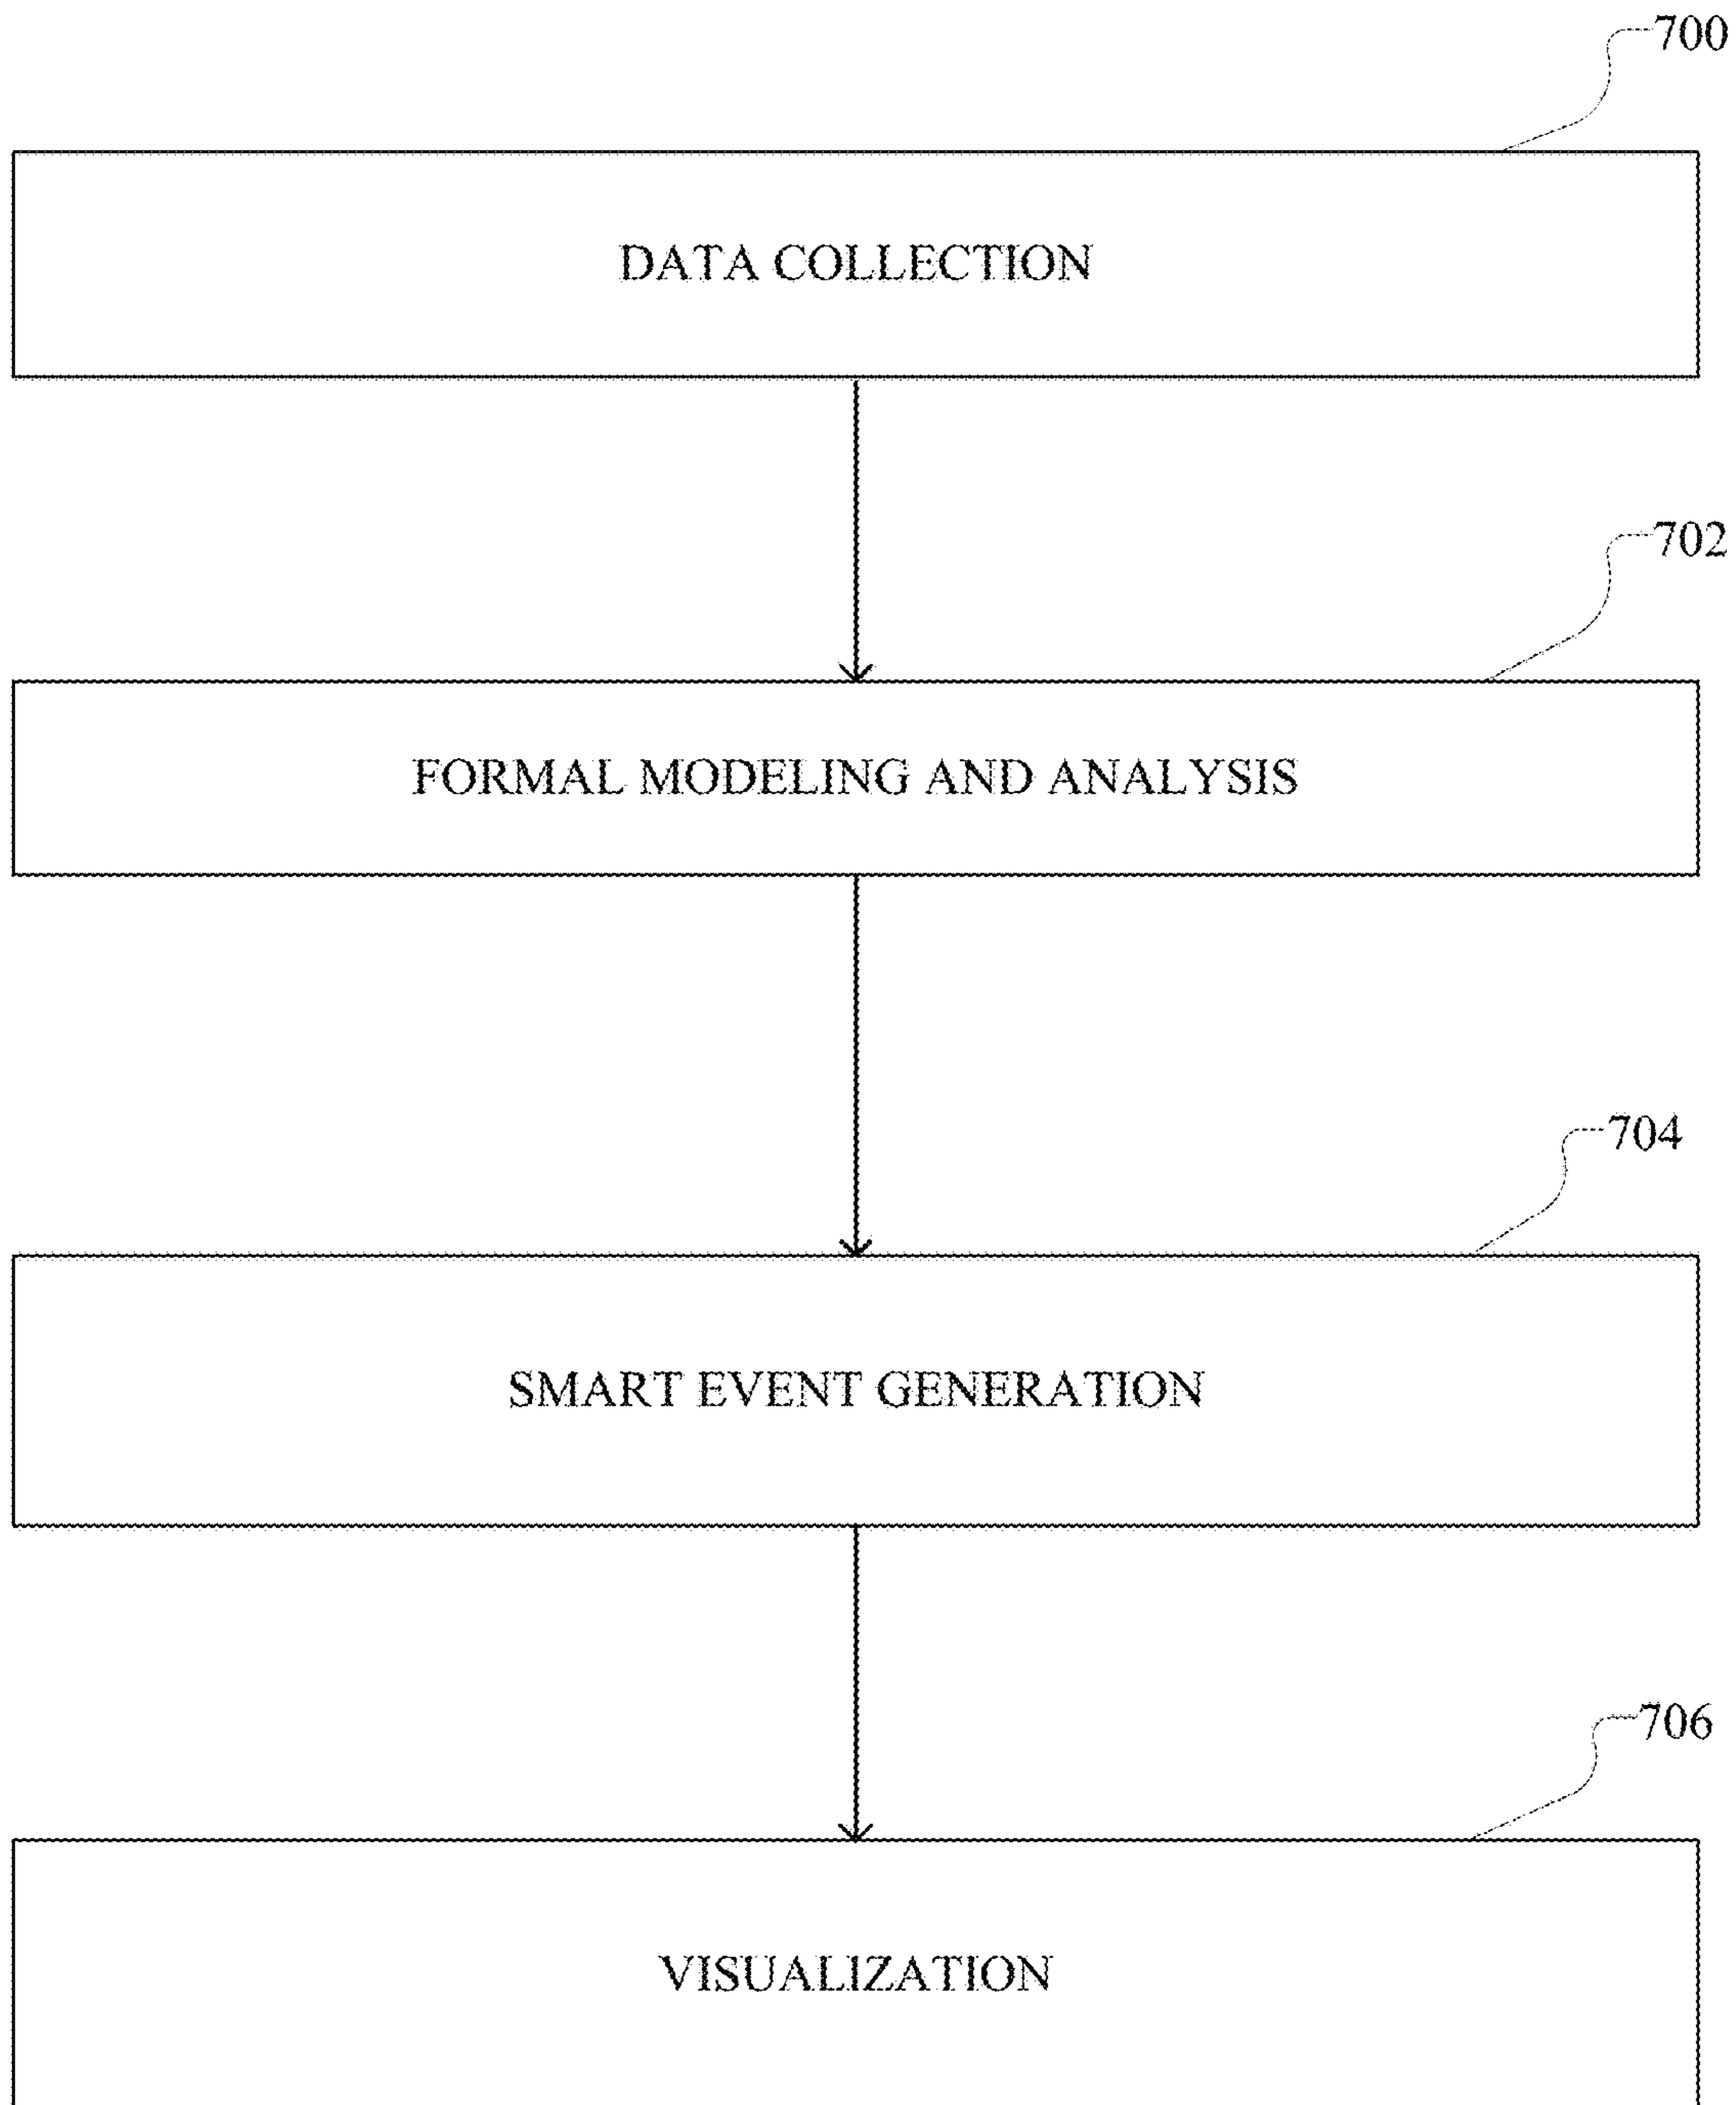 700
DATA COLLECTION
702
FORMAL MODELING AND ANALYSIS
704
SMART EVENT GENERATION
706
VISUALIZATION